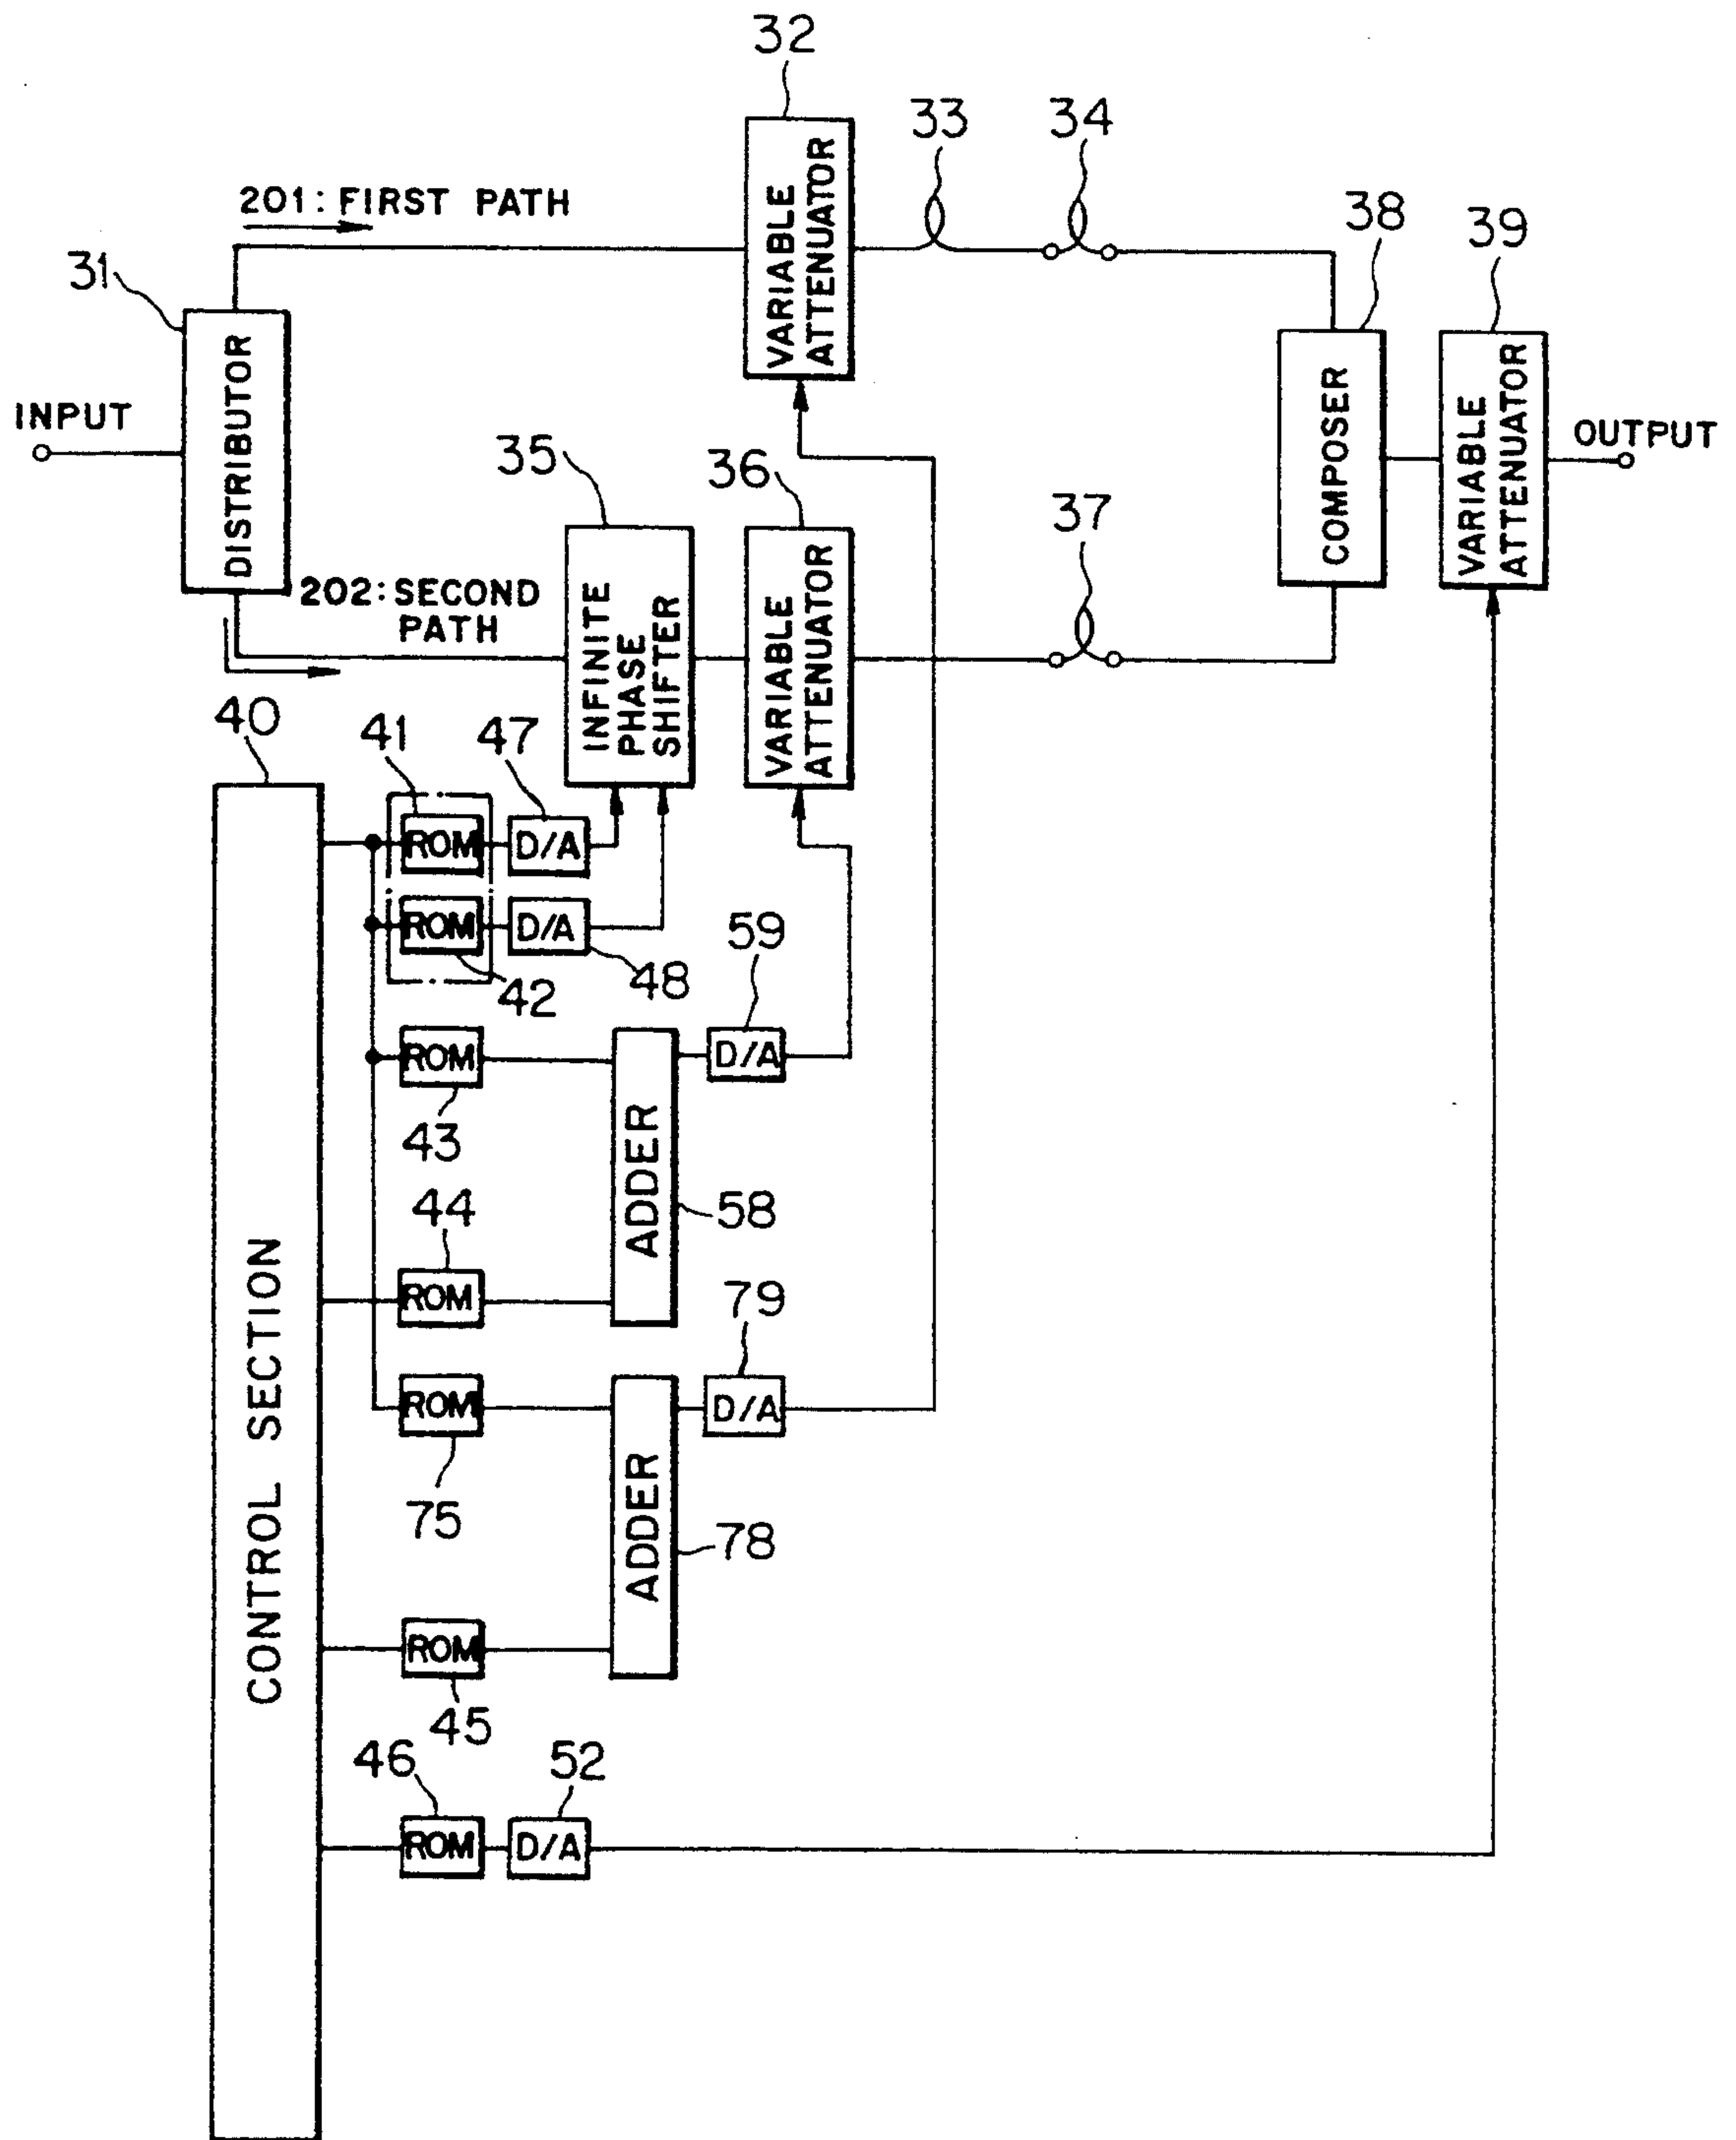 32
33
34
201: FIRST PATH
38
39
31
VARIABLE
ATTENUATOR
DISTRIBUTOR
INPUT
COMPOSER
VARIABLE
ATTENUATOR
OUTPUT
35
36
37
202: SECOND
PATH
INFINITE
PHASE
SHIFTER
VARIABLE
ATTENUATOR
40
41
47
ROM
D/A
ROM
D/A
42
48
59
ROM
D/A
43
ADDER
58
44
ROM
79
ROM
D/A
75
ADDER
78
CONTROL SECTION
ROM
45
46
52
ROM
D/A